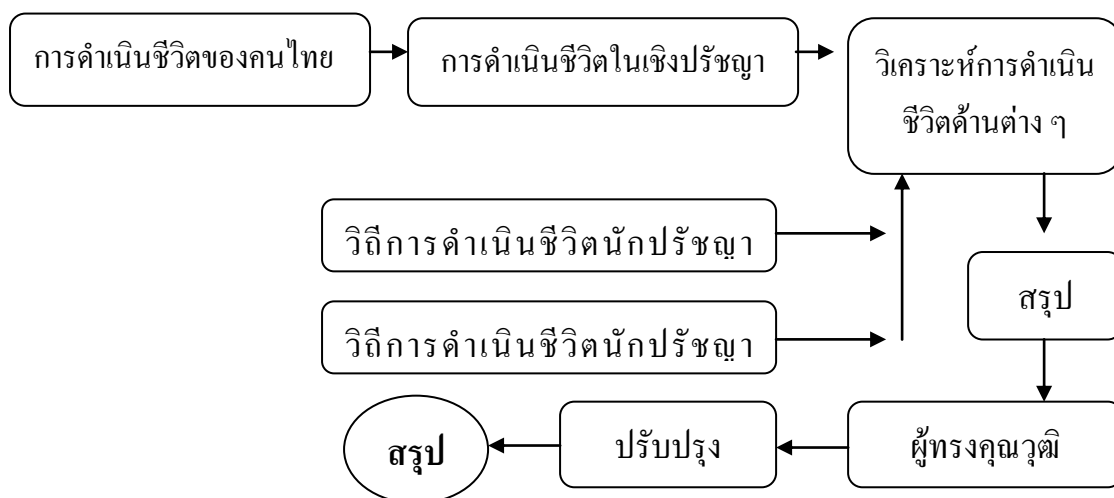 การดำเนินชีวิตของคนไทย
การดำเนินชีวิตในเชิงปรัชญา
วิเคราะห์การดำเนิน
ชีวิตด้านต่าง ๆ
วิถีการดำเนินชีวิตนักปรัชญา
สรุป
วิถีการดำเนินชีวิตนักปรัชญา
สรุป
ปรับปรุง
ผู้ทรงคุณวุฒิ